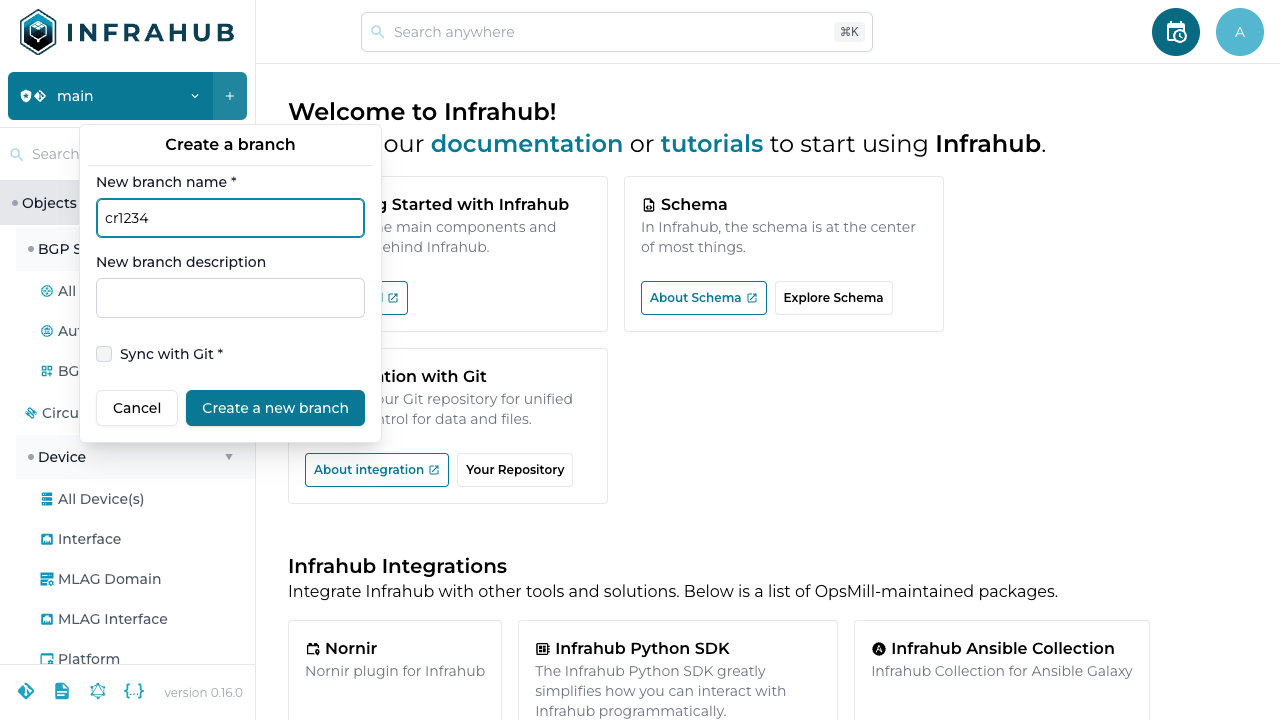 INFRAHUB
Search anywhere
⌘K
A
main
+
Search
Create a branch
New branch name *
cr1234
New branch description
Sync with Git *
Cancel
Create a new branch
Objects
BGP S
All
Aut
BG
Circu
Device
All Device(s)
Interface
MLAG Domain
MLAG Interface
Platform
version 0.16.0
Welcome to Infrahub!
our documentation or tutorials to start using Infrahub.
g Started with Infrahub
main components and
ehind Infrahub.
Schema
In Infrahub, the schema is at the center
of most things.
About Schema
Explore Schema
tion with Git
our Git repository for unified
ntrol for data and files.
About integration
Your Repository
Infrahub Integrations
Integrate Infrahub with other tools and solutions. Below is a list of OpsMill-maintained packages.
Nornir
Nornir plugin for Infrahub
Infrahub Python SDK
The Infrahub Python SDK greatly
simplifies how you can interact with
Infrahub programmatically.
Infrahub Ansible Collection
Infrahub Collection for Ansible Galaxy